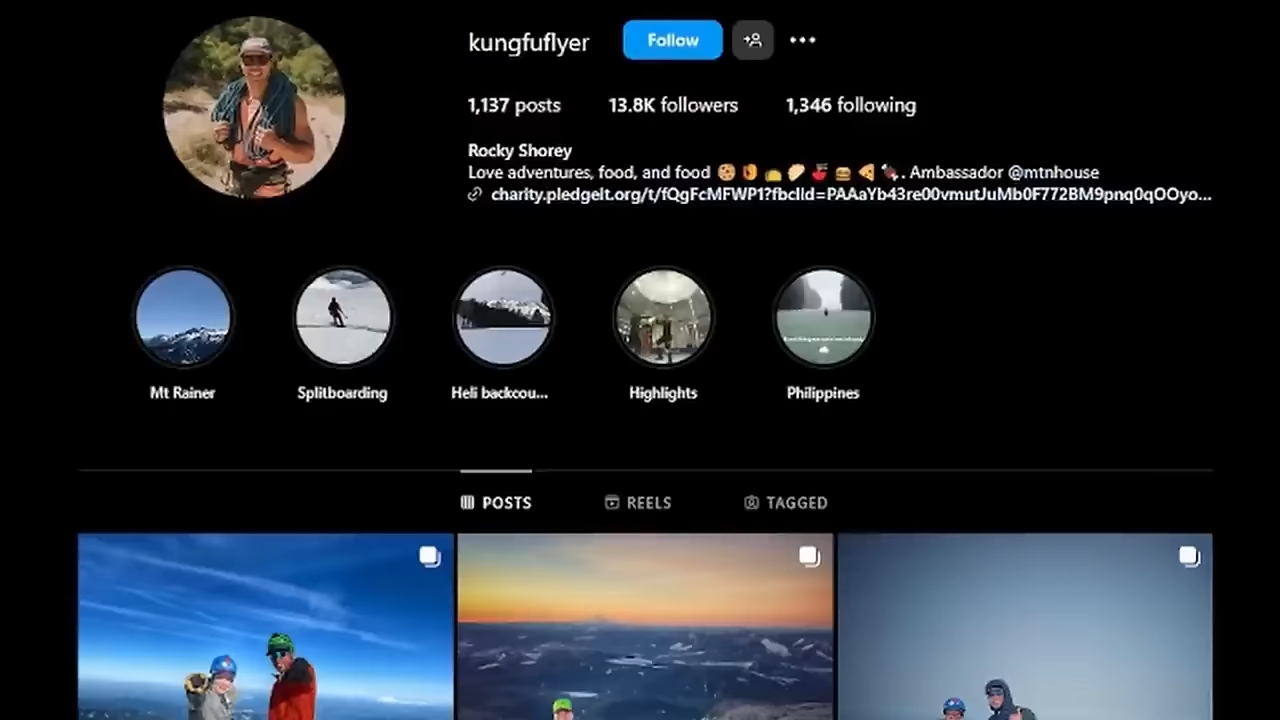 kungfuflyer Follow
1,137 posts 13.8K followers 1,346 following
Rocky Shorey
Love adventures, food, and food 🍪🥞🌮🥟🍜🍔🍕🍫. Ambassador @mtnhouse
charity.pledgeit.org/t/fQgFcMFWP1?fbclid=PAAaYb43re00vmutJuMb0F772BM9pnq0qOOyo...
Mt Rainer Splitboarding Heli backcou... Highlights Philippines
POSTS REELS TAGGED